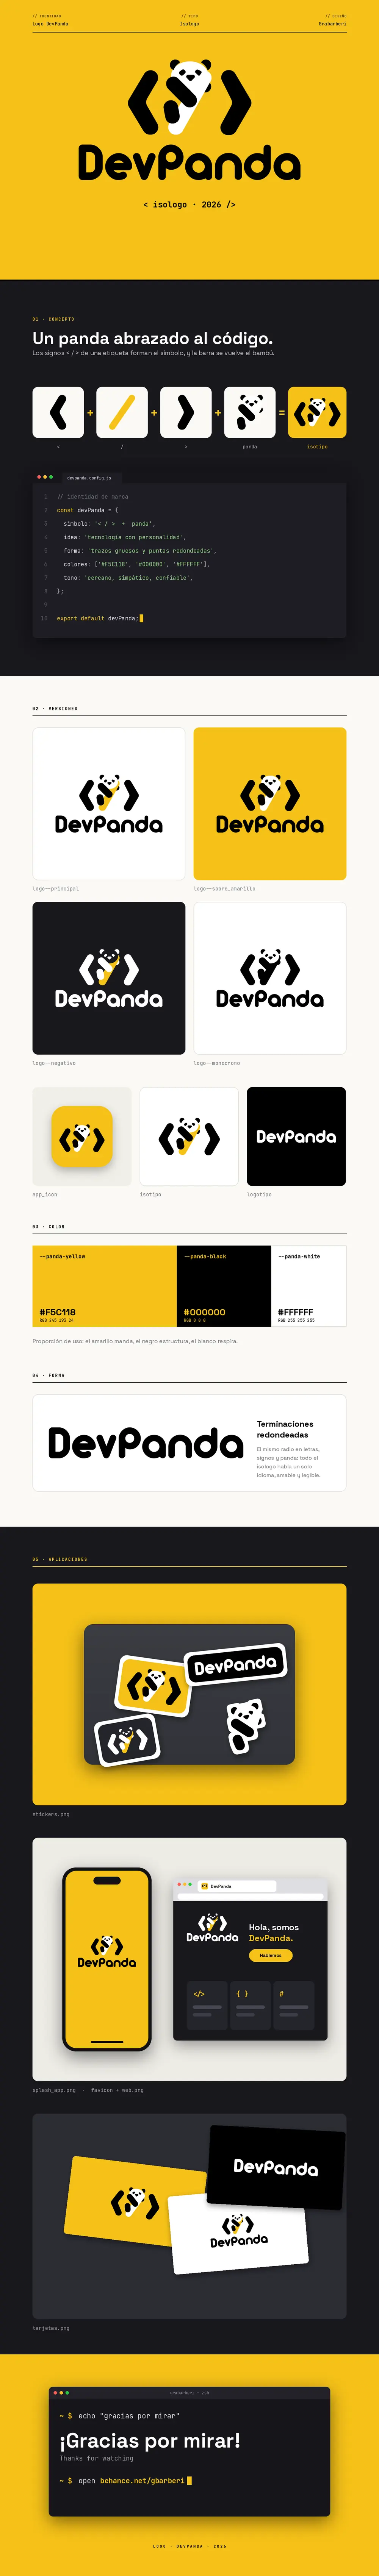 // IDENTIDAD
Logo DevPanda
// TIPO
Isologo
// DISEÑO
Grabarberi
DevPanda
< isologo · 2026 />
01 · CONCEPTO
Un panda abrazado al código.
Los signos < / > de una etiqueta forman el símbolo, y la barra se vuelve el bambú.
+ + + =
<
/
>
panda
isotipo
devpanda.config.js
1 // identidad de marca
2 const devPanda = {
3 símbolo: '< / > + panda',
4 idea: 'tecnología con personalidad',
5 forma: 'trazos gruesos y puntas redondeadas',
6 colores: ['#F5C118', '#000000', '#FFFFFF'],
7 tono: 'cercano, simpático, confiable',
8 };
9
10 export default devPanda;
02 · VERSIONES
DevPanda
DevPanda
logo--principal
logo--sobre_amarillo
DevPanda
DevPanda
logo--negativo
logo--monocromo
DevPanda
app_icon
isotipo
logotipo
03 · COLOR
--panda-yellow
#F5C118
RGB 245 193 24
--panda-black
#000000
RGB 0 0 0
--panda-white
#FFFFFF
RGB 255 255 255
Proporción de uso: el amarillo manda, el negro estructura, el blanco respira.
04 · FORMA
DevPanda
Terminaciones
redondeadas
El mismo radio en letras,
signos y panda: todo el
isologo habla un solo
idioma, amable y legible.
05 · APLICACIONES
DevPanda
stickers.png
DevPanda
DevPanda
DevPanda
Hola, somos
DevPanda.
Hablemos
</>
{ }
#
splash_app.png · favicon + web.png
DevPanda
DevPanda
tarjetas.png
grabarberi — zsh
~ $ echo "gracias por mirar"
¡Gracias por mirar!
Thanks for watching
~ $ open behance.net/gbarberi
LOGO · DEVPANDA · 2026